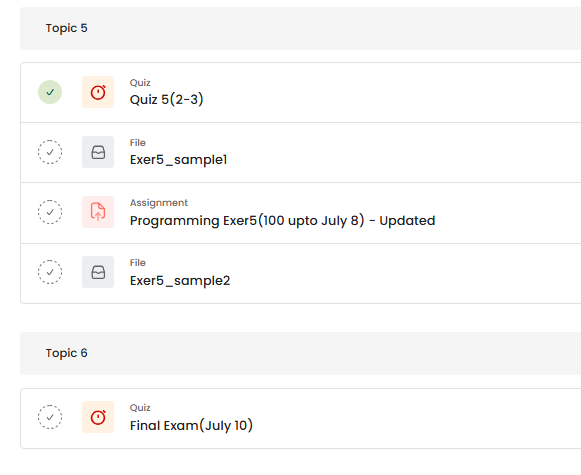 Topic 5
Quiz
Quiz 5(2-3)
File
Exer5_sample1
Assignment
Programming Exer5(100 upto July 8) - Updated
File
Exer5_sample2
Topic 6
Quiz
Final Exam(July 10)